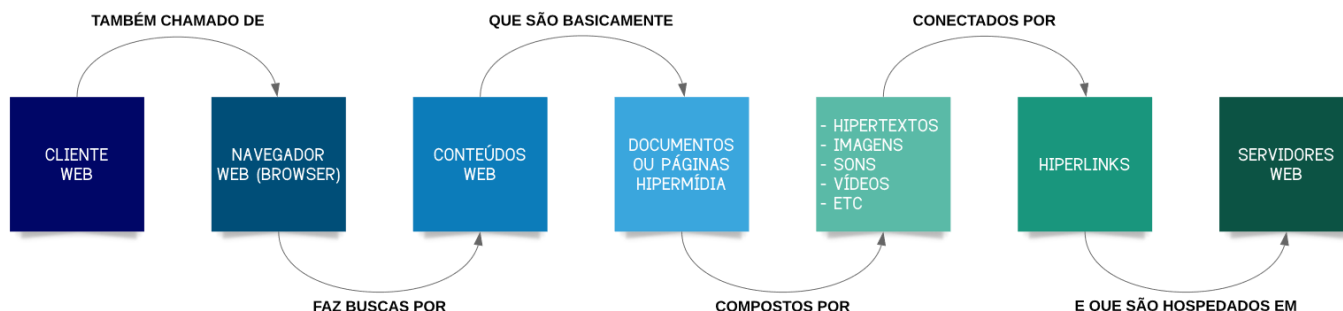 TAMBÉM CHAMADO DE
QUE SÃO BASICAMENTE
CONECTADOS POR
CLIENTE
WEB
NAVEGADOR
WEB (BROWSER)
CONTEÚDOS
WEB
DOCUMENTOS
OU PÁGINAS
HIPERMÍDIA
- HIPERTEXTOS
- IMAGENS
- SONS
- VÍDEOS
- ETC
HIPERLINKS
SERVIDORES
WEB
FAZ BUSCAS POR
COMPOSTOS POR
E QUE SÃO HOSPEDADOS EM